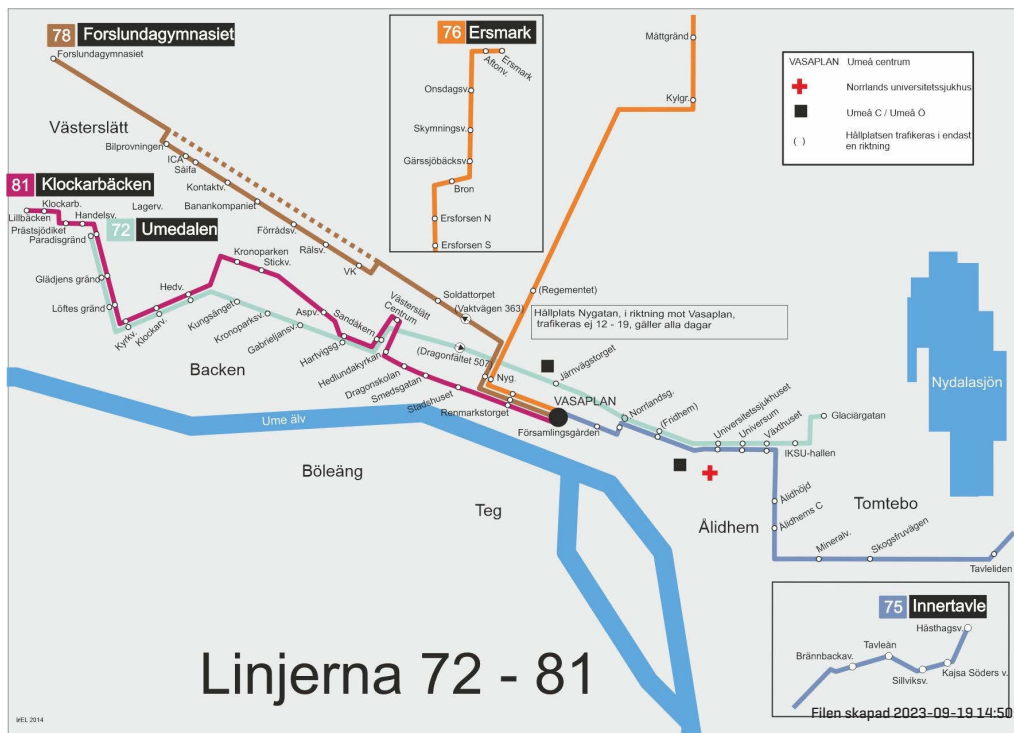 78 Forslundagymnasiet
Forslundagymnasiet
Västerslätt
Bilprovningen
ICA
Säifa
Kontaktv.
Banankompaniet
Förrådsv.
Rälsv.
VK
Soldattorpet
(Vaktvägen 363)
76 Ersmark
Ersmark
Aftonv.
Onsdagsv.
Skymningsv.
Gärssjöbäcksv.
Bron
Ersforsen N
Ersforsen S
Mättgränd
Kylgr.
(Regementet)
VASAPLAN Umeå centrum
Norrlands universitetssjukhus
Umeå C / Umeå Ö
( ) Hållplatsen trafikeras i endast
en riktning
81 Klockarbäcken
Klockarb.
Lillbäcken
Handelsv.
Lagerv.
Prästsjödiket
Paradisgränd
72 Umedalen
Glädjens gränd
Löftes gränd
Kyrkv.
Klockarv.
Hedv.
Kronoparken
Stickv.
Kungsänget
Kronoparksv.
Gabrieljansv.
Aspv.
Hartvigsg.
Sandåkern
Västerslätt
Centrum
Hedlundakyrkan
Dragonskolan
Smedsgatan
Stadshuset
Renmarkstorget
(Dragonfältet 507)
Hållplats Nygatan, i riktning mot Vasaplan,
trafikeras ej 12 - 19, gäller alla dagar
Nyg.
Järnvägstorget
VASAPLAN
Församlingsgården
Norrlandsg.
(Fridhem)
Universitetssjukhuset
Universum
Växthuset
IKSU-hallen
Glaciärgatan
Nydalasjön
Backen
Ume älv
Böleäng
Teg
Ålidhem
Tomtebo
Ålidhöjd
Ålidhems C
Mineralv.
Skogsfruvägen
Tavleliden
75 Innertavle
Hästhagsv.
Tavleån
Brännbackav.
Sillviksv.
Kajsa Söders v.
Linjerna 72 - 81
IrEL 2014
Filen skapad 2023-09-19 14:50